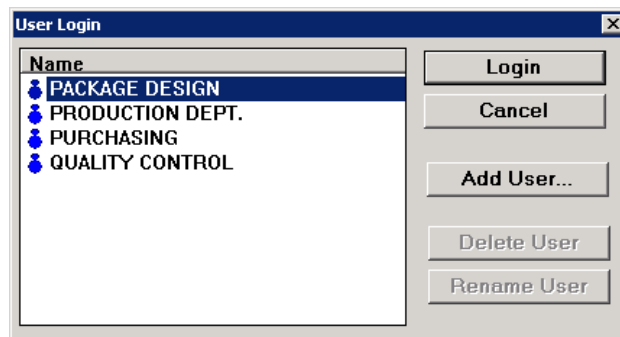 User Login
Name
PACKAGE DESIGN
PRODUCTION DEPT.
PURCHASING
QUALITY CONTROL
Login
Cancel
Add User...
Delete User
Rename User